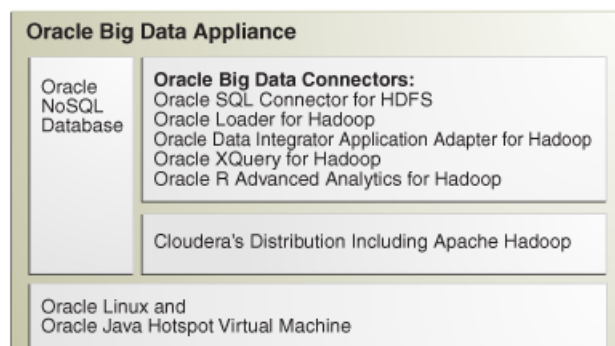 Oracle Big Data Appliance
Oracle
NoSQL
Database
Oracle Big Data Connectors:
Oracle SQL Connector for HDFS
Oracle Loader for Hadoop
Oracle Data Integrator Application Adapter for Hadoop
Oracle XQuery for Hadoop
Oracle R Advanced Analytics for Hadoop
Cloudera's Distribution Including Apache Hadoop
Oracle Linux and
Oracle Java Hotspot Virtual Machine